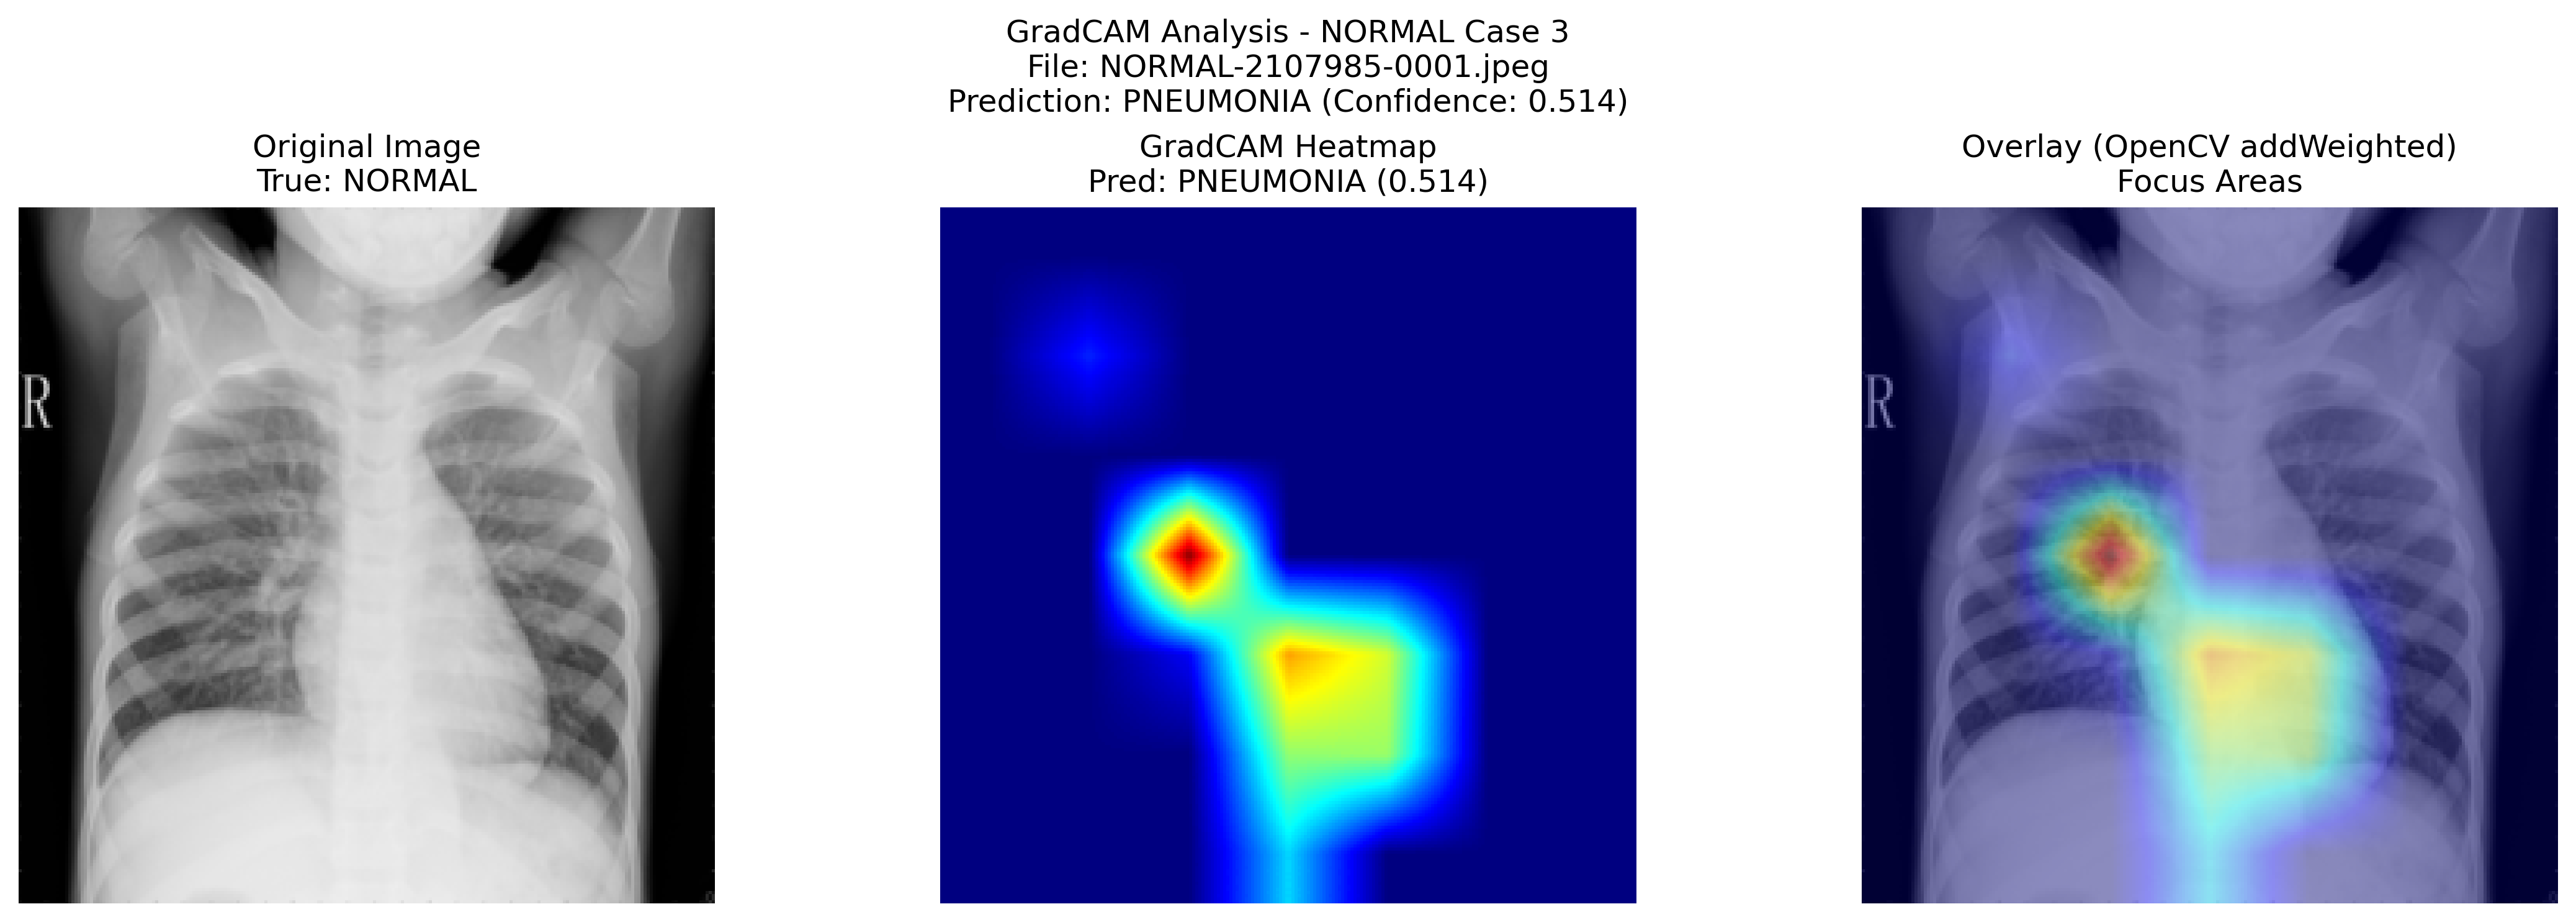 GradCAM Analysis - NORMAL Case 3
File: NORMAL-2107985-0001.jpeg
Prediction: PNEUMONIA (Confidence: 0.514)
Original Image
True: NORMAL
GradCAM Heatmap
Pred: PNEUMONIA (0.514)
Overlay (OpenCV addWeighted)
Focus Areas
R
R